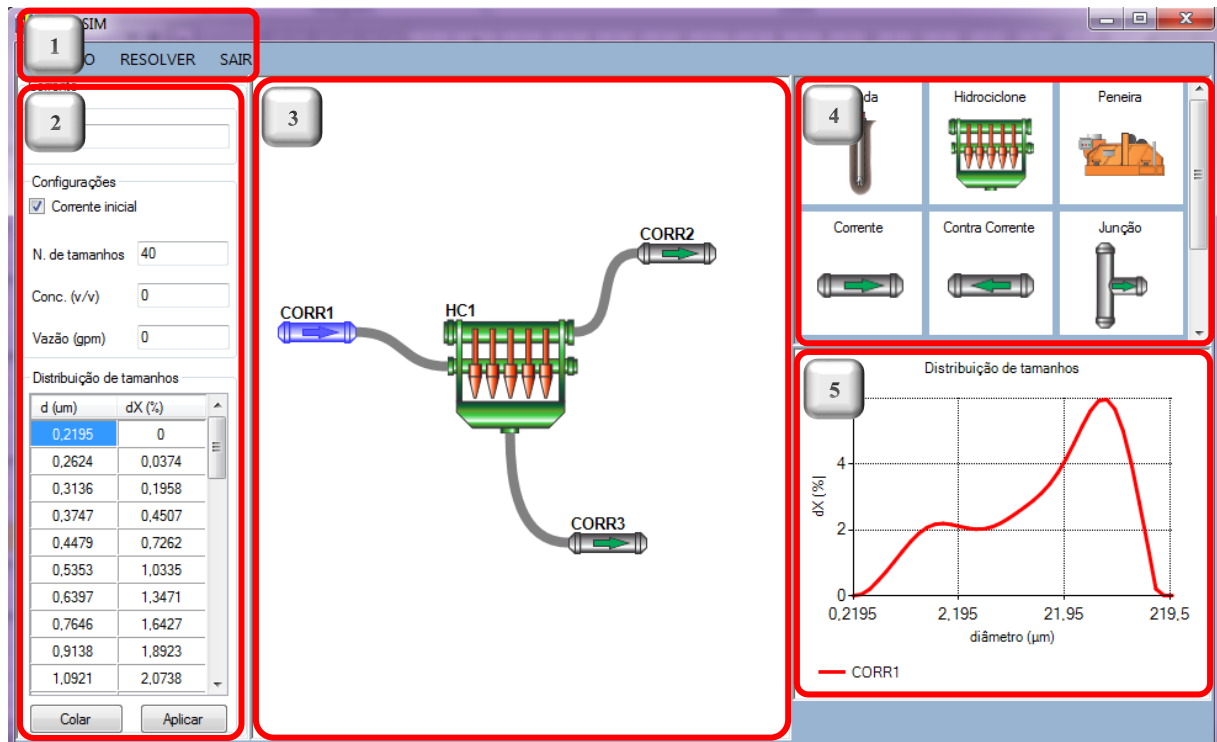 SIM
1
RESOLVER SAIR
2
Configurações
Corrente inicial
N. de tamanhos 40
Conc. (v/v) 0
Vazão (gpm) 0
Distribuição de tamanhos
d (um) dX (%)
0,2195 0
0,2624 0,0374
0,3136 0,1958
0,3747 0,4507
0,4479 0,7262
0,5353 1,0335
0,6397 1,3471
0,7646 1,6427
0,9138 1,8923
1,0921 2,0738
Colar Aplicar
3
CORR1
HC1
CORR2
CORR3
4
Hidrociclone Peneira
Corrente Contra Corrente Junção
5
Distribuição de tamanhos
dX (%)
4
2
0
0,2195 2,195 21,95 219,5
diâmetro (µm)
CORR1